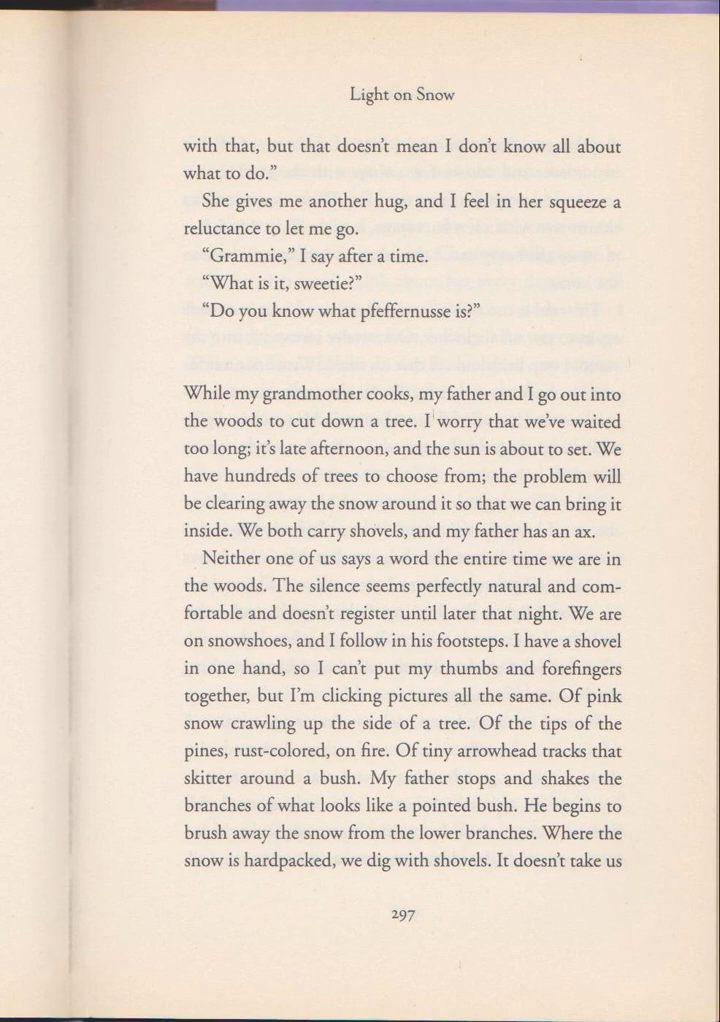 Light on Snow
with that, but that doesn't mean I don't know all about
what to do.”
She gives me another hug, and I feel in her squeeze a
reluctance to let me go.
“Grammie,” I say after a time.
“What is it, sweetie?”
“Do you know what pfeffernusse is?”
While my grandmother cooks, my father and I go out into
the woods to cut down a tree. I worry that we've waited
too long; it's late afternoon, and the sun is about to set. We
have hundreds of trees to choose from; the problem will
be clearing away the snow around it so that we can bring it
inside. We both carry shovels, and my father has an ax.
Neither one of us says a word the entire time we are in
the woods. The silence seems perfectly natural and com-
fortable and doesn't register until later that night. We are
on snowshoes, and I follow in his footsteps. I have a shovel
in one hand, so I can't put my thumbs and forefingers
together, but I'm clicking pictures all the same. Of pink
snow crawling up the side of a tree. Of the tips of the
pines, rust-colored, on fire. Of tiny arrowhead tracks that
skitter around a bush. My father stops and shakes the
branches of what looks like a pointed bush. He begins to
brush away the snow from the lower branches. Where the
snow is hardpacked, we dig with shovels. It doesn't take us
297